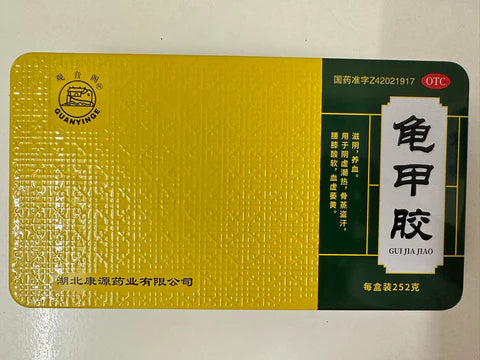 观音阁®
GUANYINGE
湖北康源药业有限公司
国药准字Z42021917
OTC
龟甲胶
GUI JIA JIAO
滋阴，养血。
用于阴虚潮热，骨蒸盗汗，
腰膝酸软，血虚萎黄。
每盒装252克